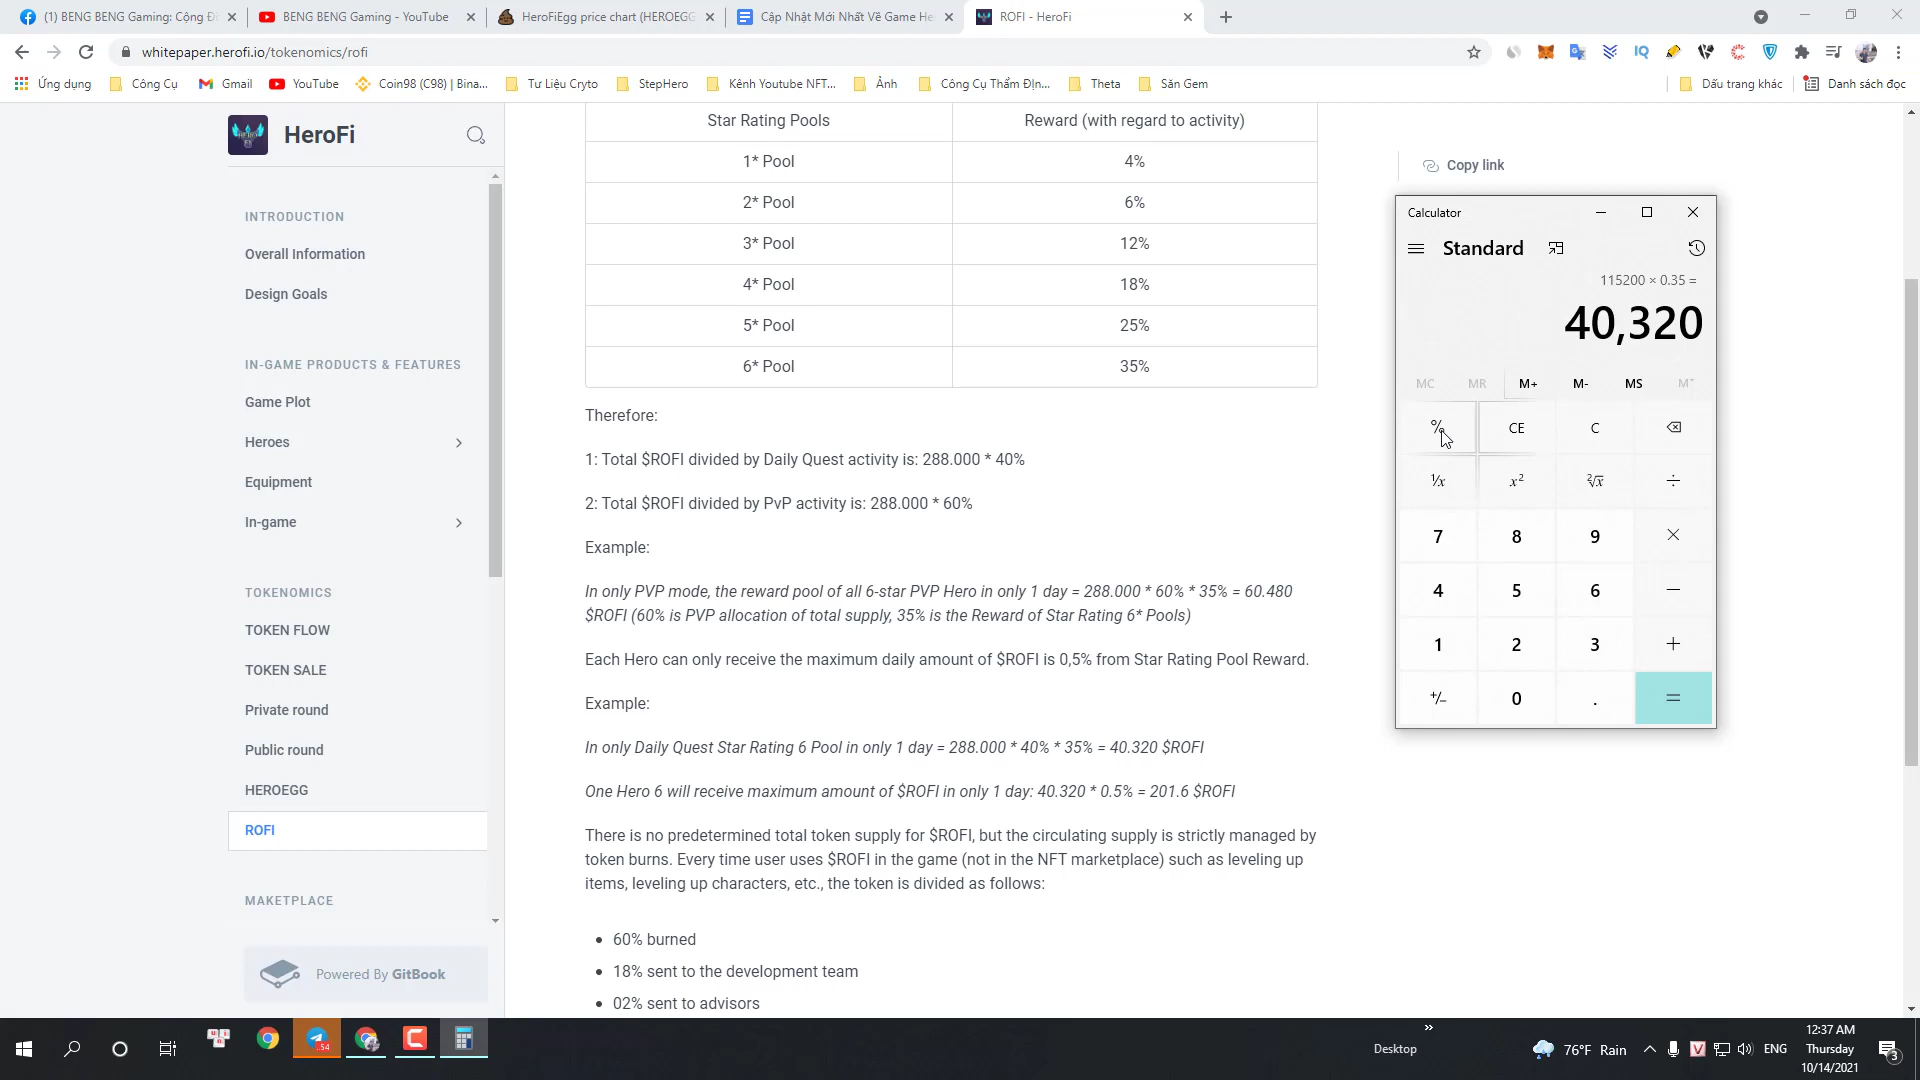 (1) BENG BENG Gaming: Cộng Đ
BENG BENG Gaming - YouTube
HeroFiEgg price chart (HEROEGG
Cập Nhật Mới Nhất Về Game He
ROFI - HeroFi
whitepaper.herofi.io/tokenomics/rofi
Ứng dụng
Công Cụ
Gmail
YouTube
Coin98 (C98) | Bina...
Tư Liệu Cryto
StepHero
Kênh Youtube NFT...
Ảnh
Công Cụ Thẩm Định...
Theta
Săn Gem
Dấu trang khác
Danh sách đọc
HeroFi
INTRODUCTION
Overall Information
Design Goals
IN-GAME PRODUCTS & FEATURES
Game Plot
Heroes
Equipment
In-game
TOKENOMICS
TOKEN FLOW
TOKEN SALE
Private round
Public round
HEROEGG
ROFI
MAKETPLACE
Powered By GitBook
Star Rating Pools Reward (with regard to activity)
1* Pool 4%
2* Pool 6%
3* Pool 12%
4* Pool 18%
5* Pool 25%
6* Pool 35%
Therefore:
1: Total $ROFI divided by Daily Quest activity is: 288.000 * 40%
2: Total $ROFI divided by PvP activity is: 288.000 * 60%
Example:
In only PVP mode, the reward pool of all 6-star PVP Hero in only 1 day = 288.000 * 60% * 35% = 60.480
$ROFI (60% is PVP allocation of total supply, 35% is the Reward of Star Rating 6* Pools)
Each Hero can only receive the maximum daily amount of $ROFI is 0,5% from Star Rating Pool Reward.
Example:
In only Daily Quest Star Rating 6 Pool in only 1 day = 288.000 * 40% * 35% = 40.320 $ROFI
One Hero 6 will receive maximum amount of $ROFI in only 1 day: 40.320 * 0.5% = 201.6 $ROFI
There is no predetermined total token supply for $ROFI, but the circulating supply is strictly managed by
token burns. Every time user uses $ROFI in the game (not in the NFT marketplace) such as leveling up
items, leveling up characters, etc., the token is divided as follows:
• 60% burned
• 18% sent to the development team
• 02% sent to advisors
Copy link
Calculator
Standard
115200 × 0.35 =
40,320
MC MR M+ M- MS M˅
% CE C
¹/x x² ²√x ÷
7 8 9 ×
4 5 6 −
1 2 3 +
+/− 0 . =
54
Desktop
76°F Rain
ENG
12:37 AM
Thursday
10/14/2021
3